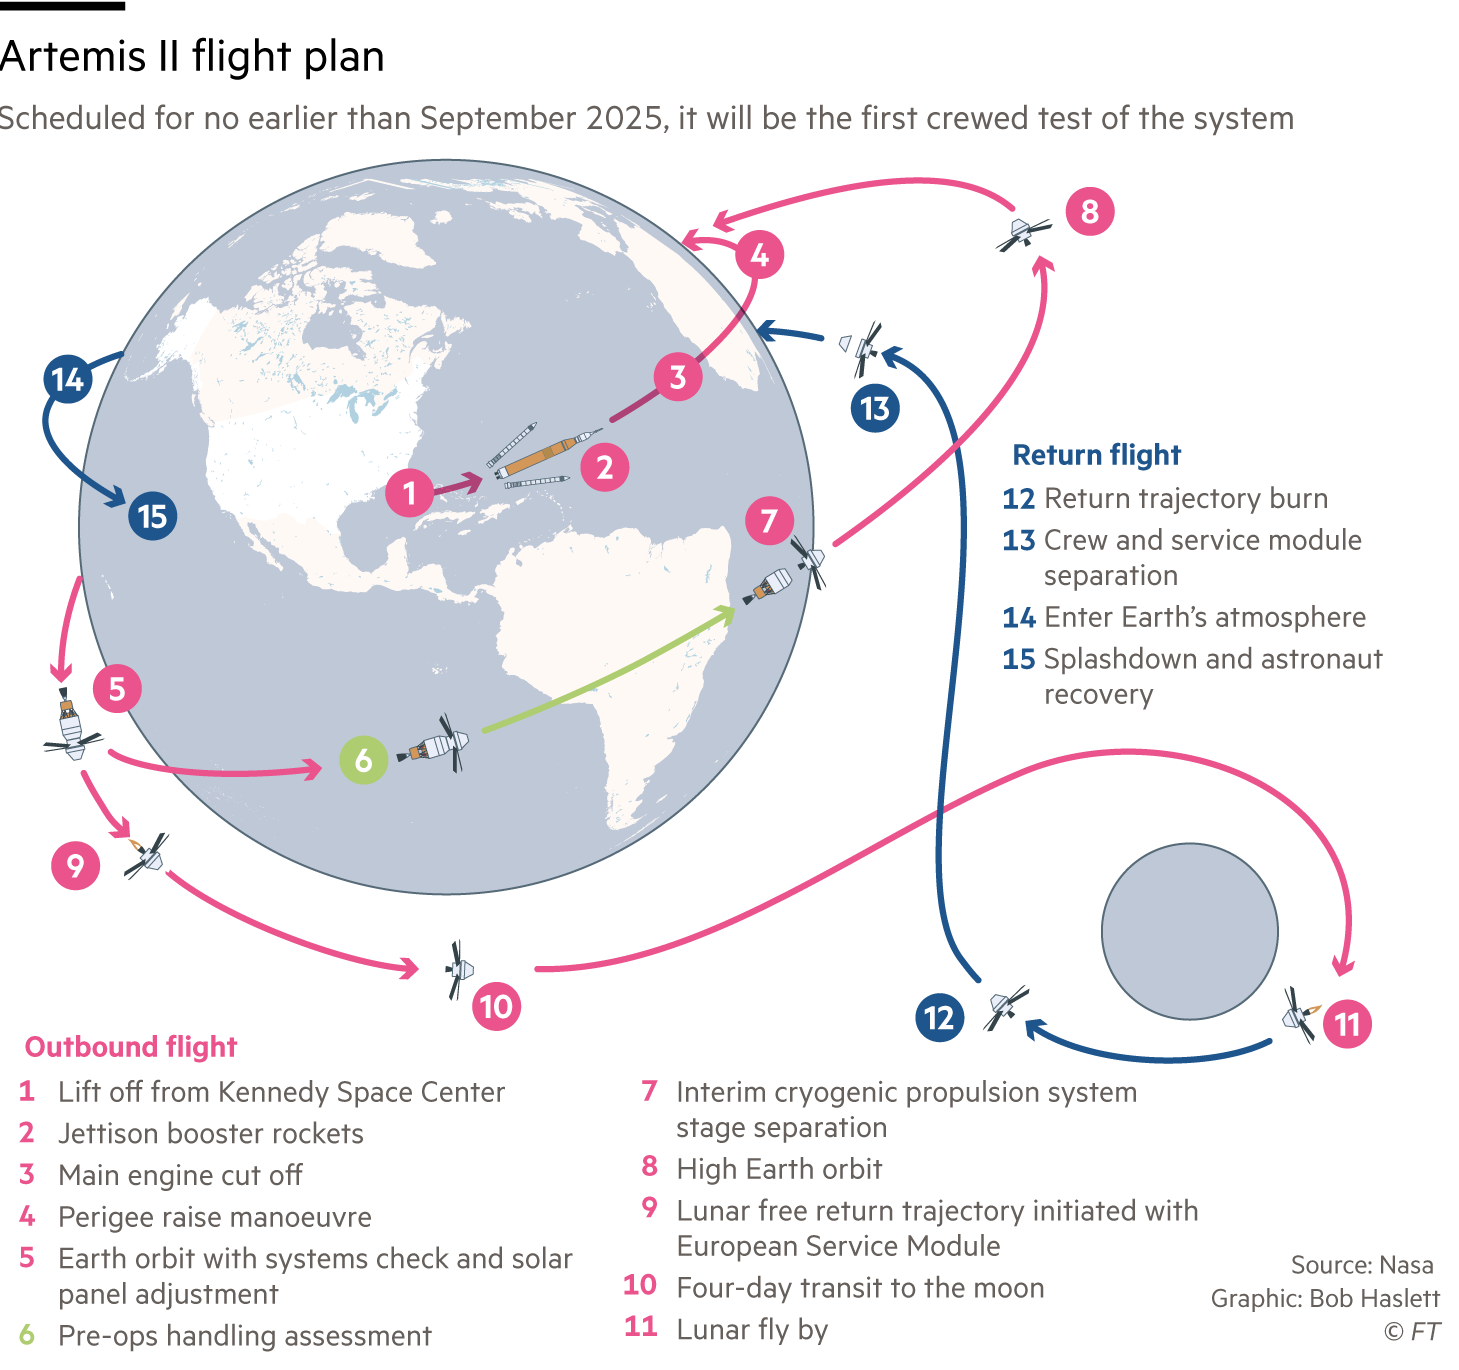 Artemis II flight plan
Scheduled for no earlier than September 2025, it will be the first crewed test of the system
8
4
14
3
13
2
1
15
7
5
6
9
10
12
11
Return flight
12 Return trajectory burn
13 Crew and service module
separation
14 Enter Earth's atmosphere
15 Splashdown and astronaut
recovery
Outbound flight
1 Lift off from Kennedy Space Center
2 Jettison booster rockets
3 Main engine cut off
4 Perigee raise manoeuvre
5 Earth orbit with systems check and solar
panel adjustment
6 Pre-ops handling assessment
7 Interim cryogenic propulsion system
stage separation
8 High Earth orbit
9 Lunar free return trajectory initiated with
European Service Module
10 Four-day transit to the moon
11 Lunar fly by
Source: Nasa
Graphic: Bob Haslett
© FT